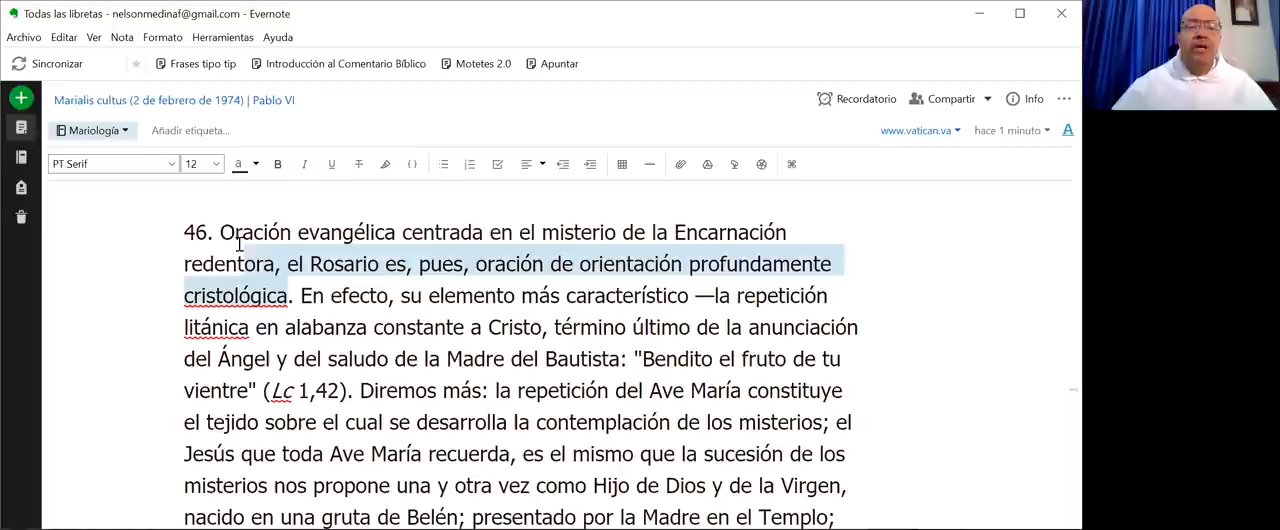 Todas las libretas - nelsonmedinaf@gmail.com - Evernote
Archivo Editar Ver Nota Formato Herramientas Ayuda
Sincronizar Frases tipo tip Introducción al Comentario Bíblico Motetes 2.0 Apuntar
Marialis cultus (2 de febrero de 1974) | Pablo VI Recordatorio Compartir Info
Mariología Añadir etiqueta... www.vatican.va hace 1 minuto A
PT Serif 12 a B I U T
46. Oración evangélica centrada en el misterio de la Encarnación
redentora, el Rosario es, pues, oración de orientación profundamente
cristológica. En efecto, su elemento más característico —la repetición
litánica en alabanza constante a Cristo, término último de la anunciación
del Ángel y del saludo de la Madre del Bautista: "Bendito el fruto de tu
vientre" (Lc 1,42). Diremos más: la repetición del Ave María constituye
el tejido sobre el cual se desarrolla la contemplación de los misterios; el
Jesús que toda Ave María recuerda, es el mismo que la sucesión de los
misterios nos propone una y otra vez como Hijo de Dios y de la Virgen,
nacido en una gruta de Belén; presentado por la Madre en el Templo;